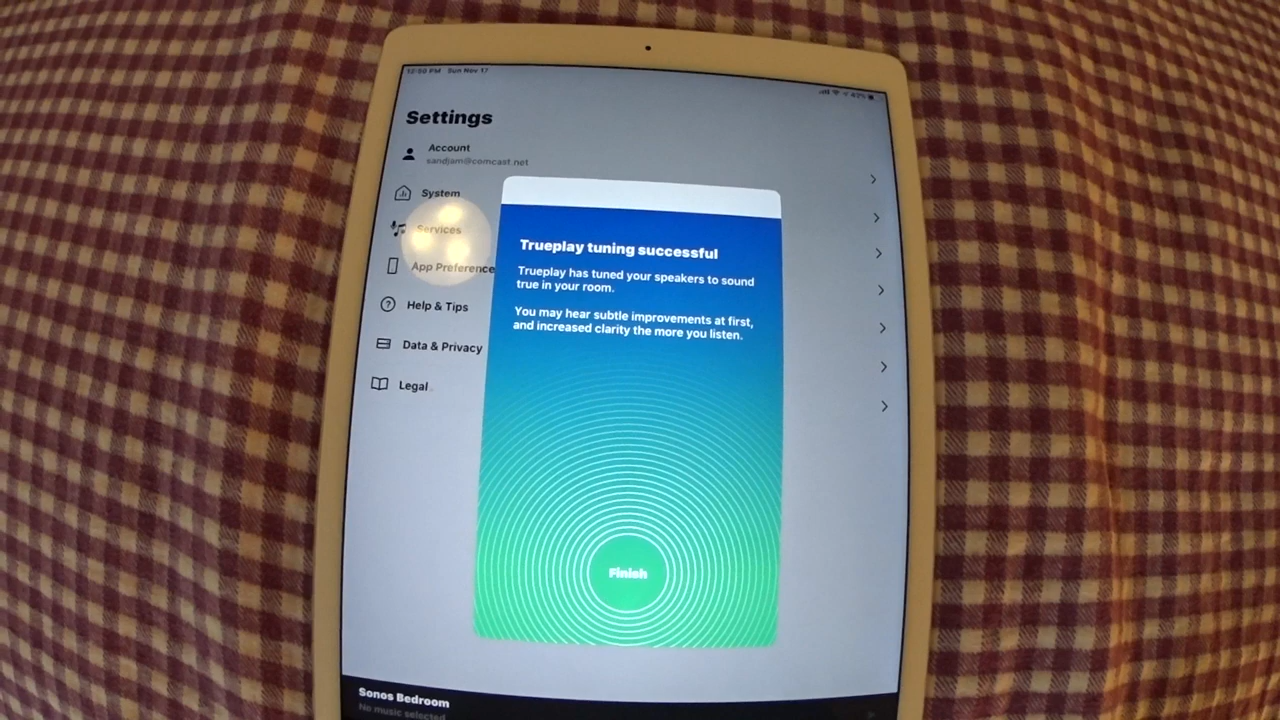 12:50 PM Sun Nov 17
42%
Settings
Account
sandjam@comcast.net
System
Services
App Preference
Help & Tips
Data & Privacy
Legal
Trueplay tuning successful
Trueplay has tuned your speakers to sound
true in your room.
You may hear subtle improvements at first,
and increased clarity the more you listen.
Finish
Sonos Bedroom
No music selected